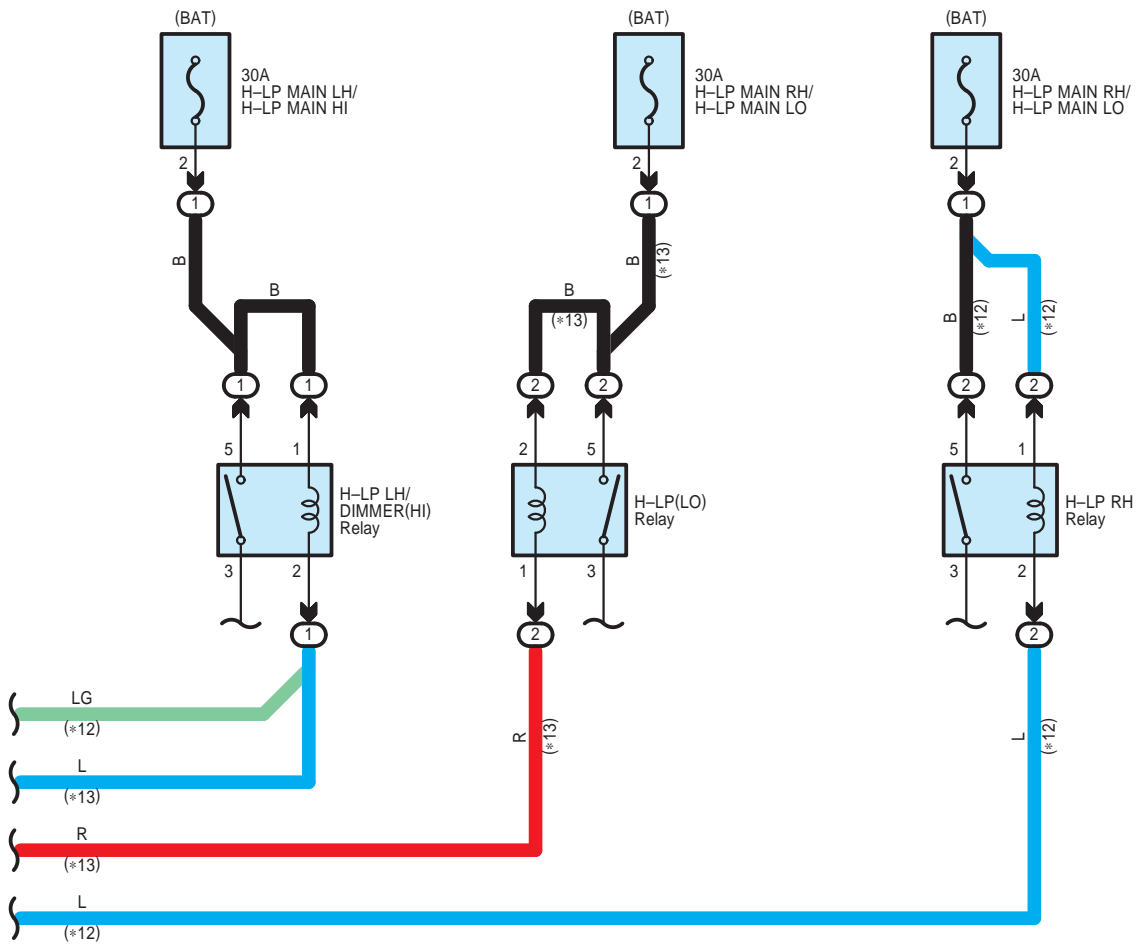 (BAT)
(BAT)
(BAT)
30A
H–LP MAIN LH/
H–LP MAIN HI
30A
H–LP MAIN RH/
H–LP MAIN LO
30A
H–LP MAIN RH/
H–LP MAIN LO
2
2
2
1
1
1
B
B
(*13)
B
B
(*13)
B
(*12)
L
(*12)
1
1
2
2
2
2
5
1
2
5
5
1
H–LP LH/
DIMMER(HI)
Relay
H–LP(LO)
Relay
H–LP RH
Relay
3
2
1
3
3
2
1
2
2
LG
(*12)
R
(*13)
L
(*12)
L
(*13)
R
(*13)
L
(*12)